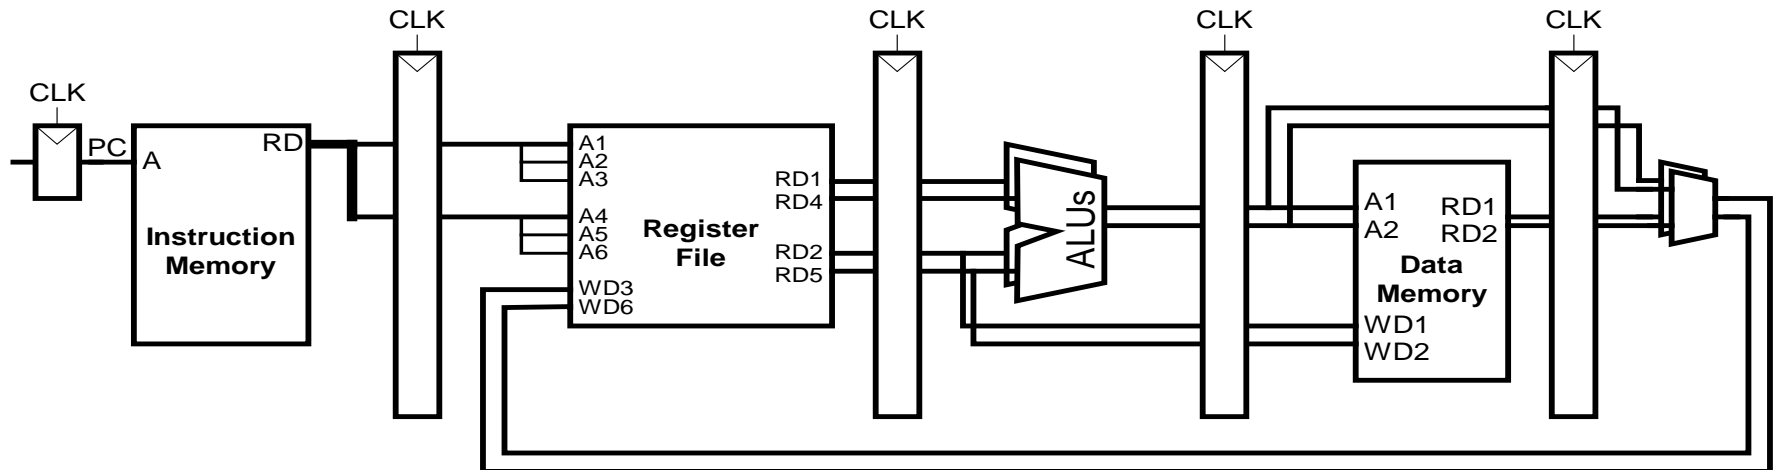 CLK
CLK
CLK
CLK
CLK
PC
A
RD
Instruction
Memory
A1
A2
A3
A4
A5
A6
WD3
WD6
Register
File
RD1
RD4
RD2
RD5
ALUs
A1
A2
RD1
RD2
Data
Memory
WD1
WD2